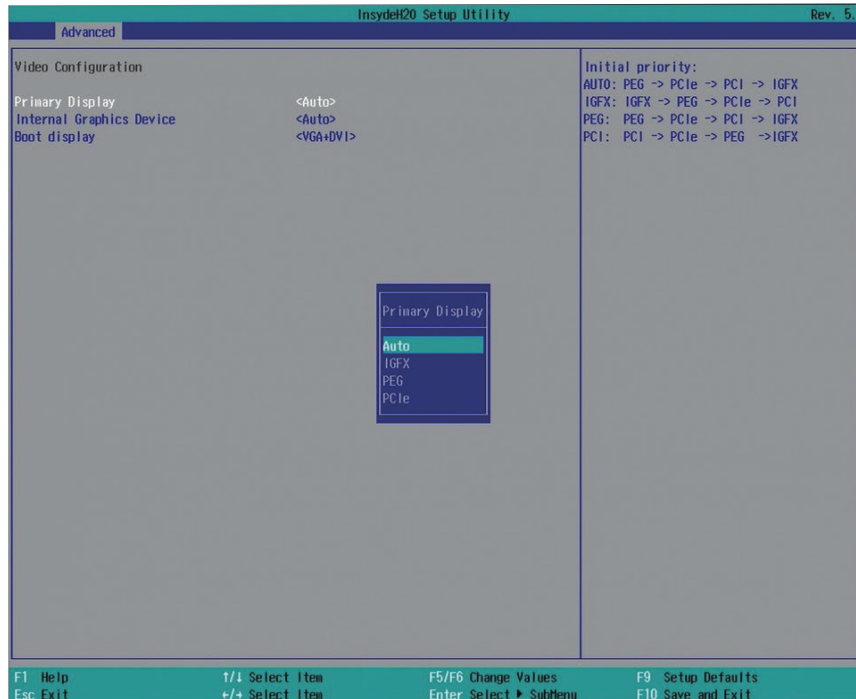 InsydeH20 Setup Utility Rev. 5.
Advanced
Video Configuration
Primary Display <Auto>
Internal Graphics Device <Auto>
Boot display <VGA+DVI>
Initial priority:
AUTO: PEG -> PCIe -> PCI -> IGFX
IGFX: IGFX -> PEG -> PCIe -> PCI
PEG: PEG -> PCIe -> PCI -> IGFX
PCI: PCI -> PCIe -> PEG ->IGFX
Primary Display
Auto
IGFX
PEG
PCIe
F1 Help ↑/↓ Select Item F5/F6 Change Values F9 Setup Defaults
Esc Exit ←/→ Select Item Enter Select ▶ SubMenu F10 Save and Exit